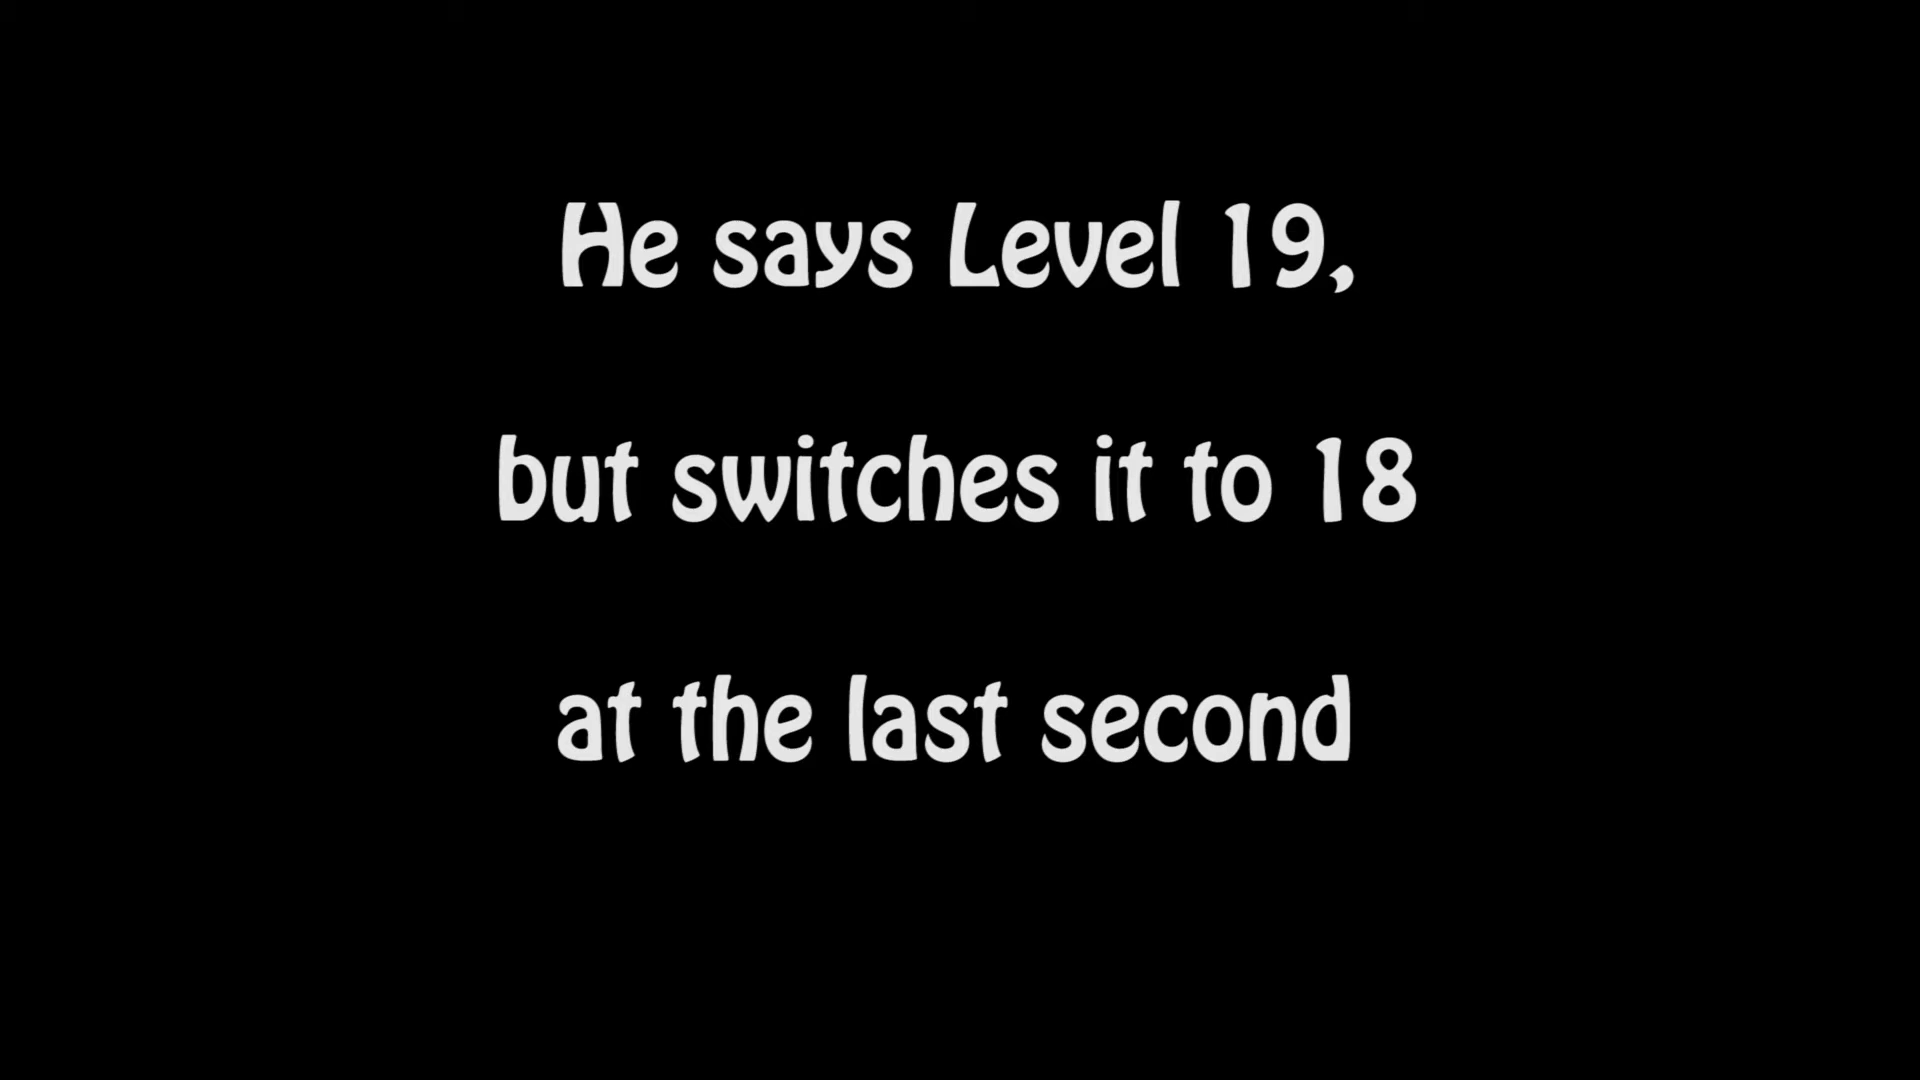 He says Level 19,
but switches it to 18
at the last second